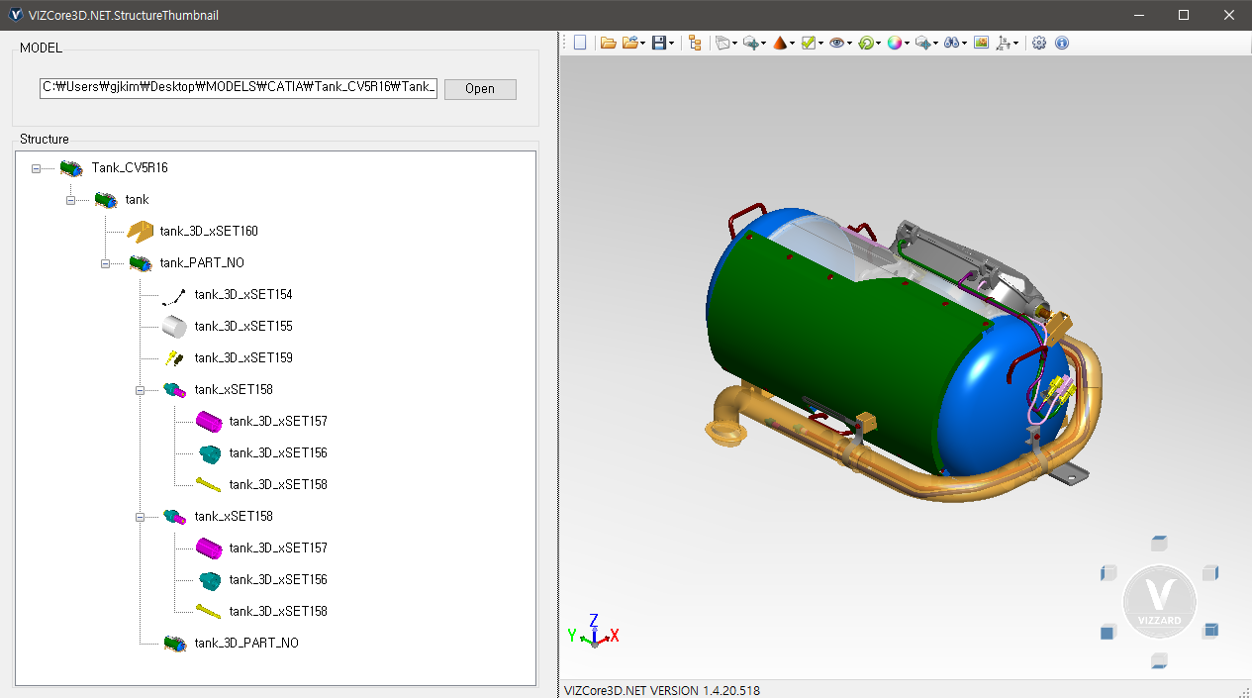 VIZCore3D.NET.StructureThumbnail
MODEL
C:₩Users₩gjkim₩Desktop₩MODELS₩CATIA₩Tank_CV5R16₩Tank_
Open
Structure
Tank_CV5R16
tank
tank_3D_xSET160
tank_PART_NO
tank_3D_xSET154
tank_3D_xSET155
tank_3D_xSET159
tank_xSET158
tank_3D_xSET157
tank_3D_xSET156
tank_3D_xSET158
tank_xSET158
tank_3D_xSET157
tank_3D_xSET156
tank_3D_xSET158
tank_3D_PART_NO
Z
Y X
V
VIZZARD
VIZCore3D.NET VERSION 1.4.20.518